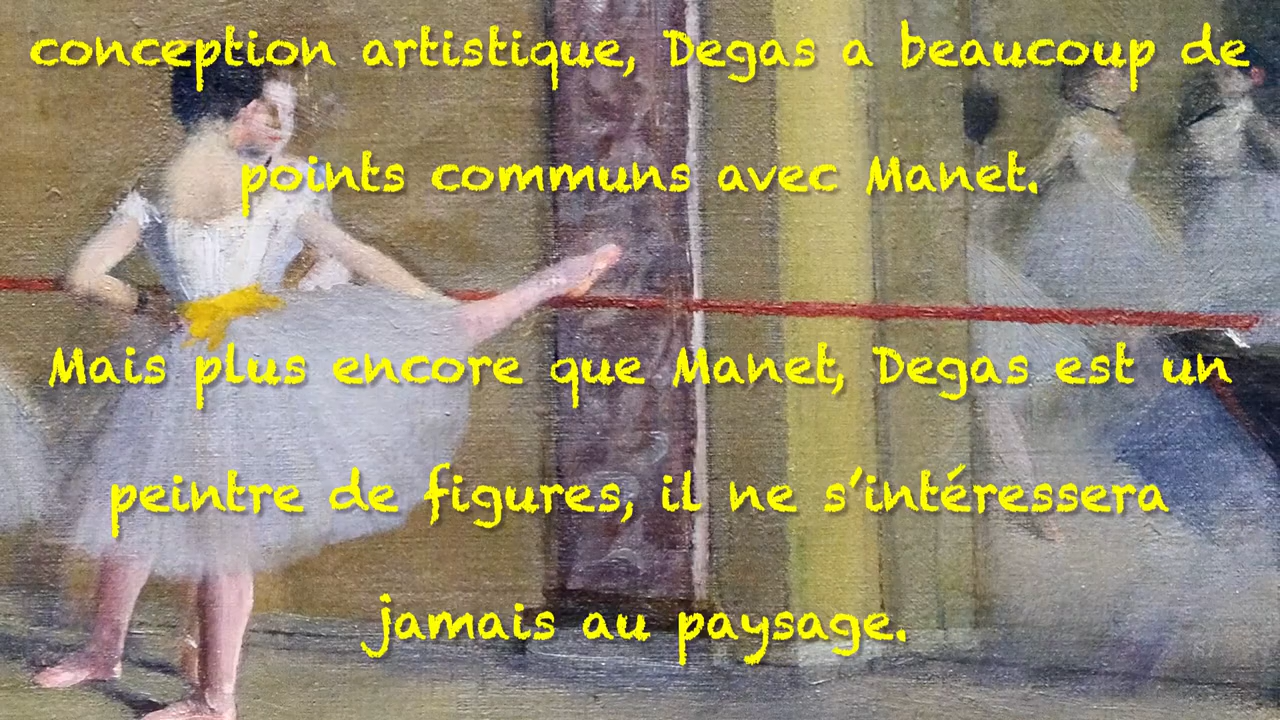 conception artistique, Degas a beaucoup de
points communs avec Manet.
Mais plus encore que Manet, Degas est un
peintre de figures, il ne s’intéressera
jamais au paysage.